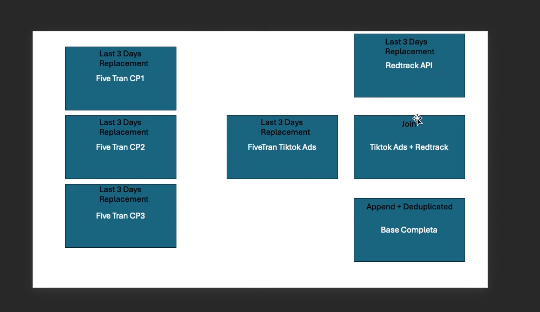 Last 3 Days
Replacement
Five Tran CP1
Last 3 Days
Replacement
Five Tran CP2
Last 3 Days
Replacement
Five Tran CP3
Last 3 Days
Replacement
FiveTran Tiktok Ads
Last 3 Days
Replacement
Redtrack API
Join
Tiktok Ads + Redtrack
Append + Deduplicated
Base Completa